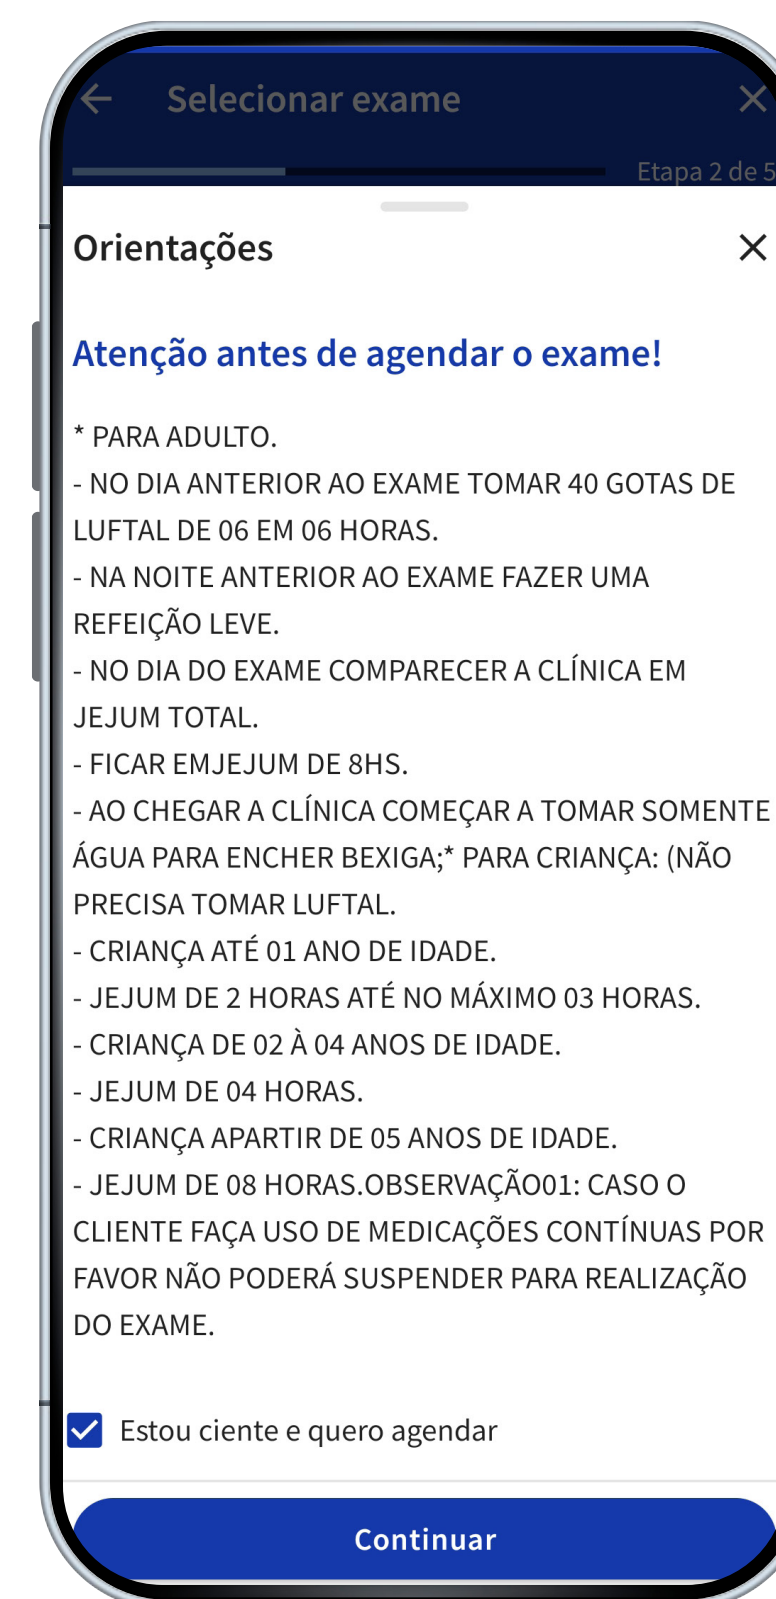 Selecionar exame
Etapa 2 de 5
Orientações
Atenção antes de agendar o exame!
* PARA ADULTO.
- NO DIA ANTERIOR AO EXAME TOMAR 40 GOTAS DE
LUFTAL DE 06 EM 06 HORAS.
- NA NOITE ANTERIOR AO EXAME FAZER UMA
REFEIÇÃO LEVE.
- NO DIA DO EXAME COMPARECER A CLÍNICA EM
JEJUM TOTAL.
- FICAR EMJEJUM DE 8HS.
- AO CHEGAR A CLÍNICA COMEÇAR A TOMAR SOMENTE
ÁGUA PARA ENCHER BEXIGA;* PARA CRIANÇA: (NÃO
PRECISA TOMAR LUFTAL.
- CRIANÇA ATÉ 01 ANO DE IDADE.
- JEJUM DE 2 HORAS ATÉ NO MÁXIMO 03 HORAS.
- CRIANÇA DE 02 À 04 ANOS DE IDADE.
- JEJUM DE 04 HORAS.
- CRIANÇA APARTIR DE 05 ANOS DE IDADE.
- JEJUM DE 08 HORAS.OBSERVAÇÃO01: CASO O
CLIENTE FAÇA USO DE MEDICAÇÕES CONTÍNUAS POR
FAVOR NÃO PODERÁ SUSPENDER PARA REALIZAÇÃO
DO EXAME.
Estou ciente e quero agendar
Continuar